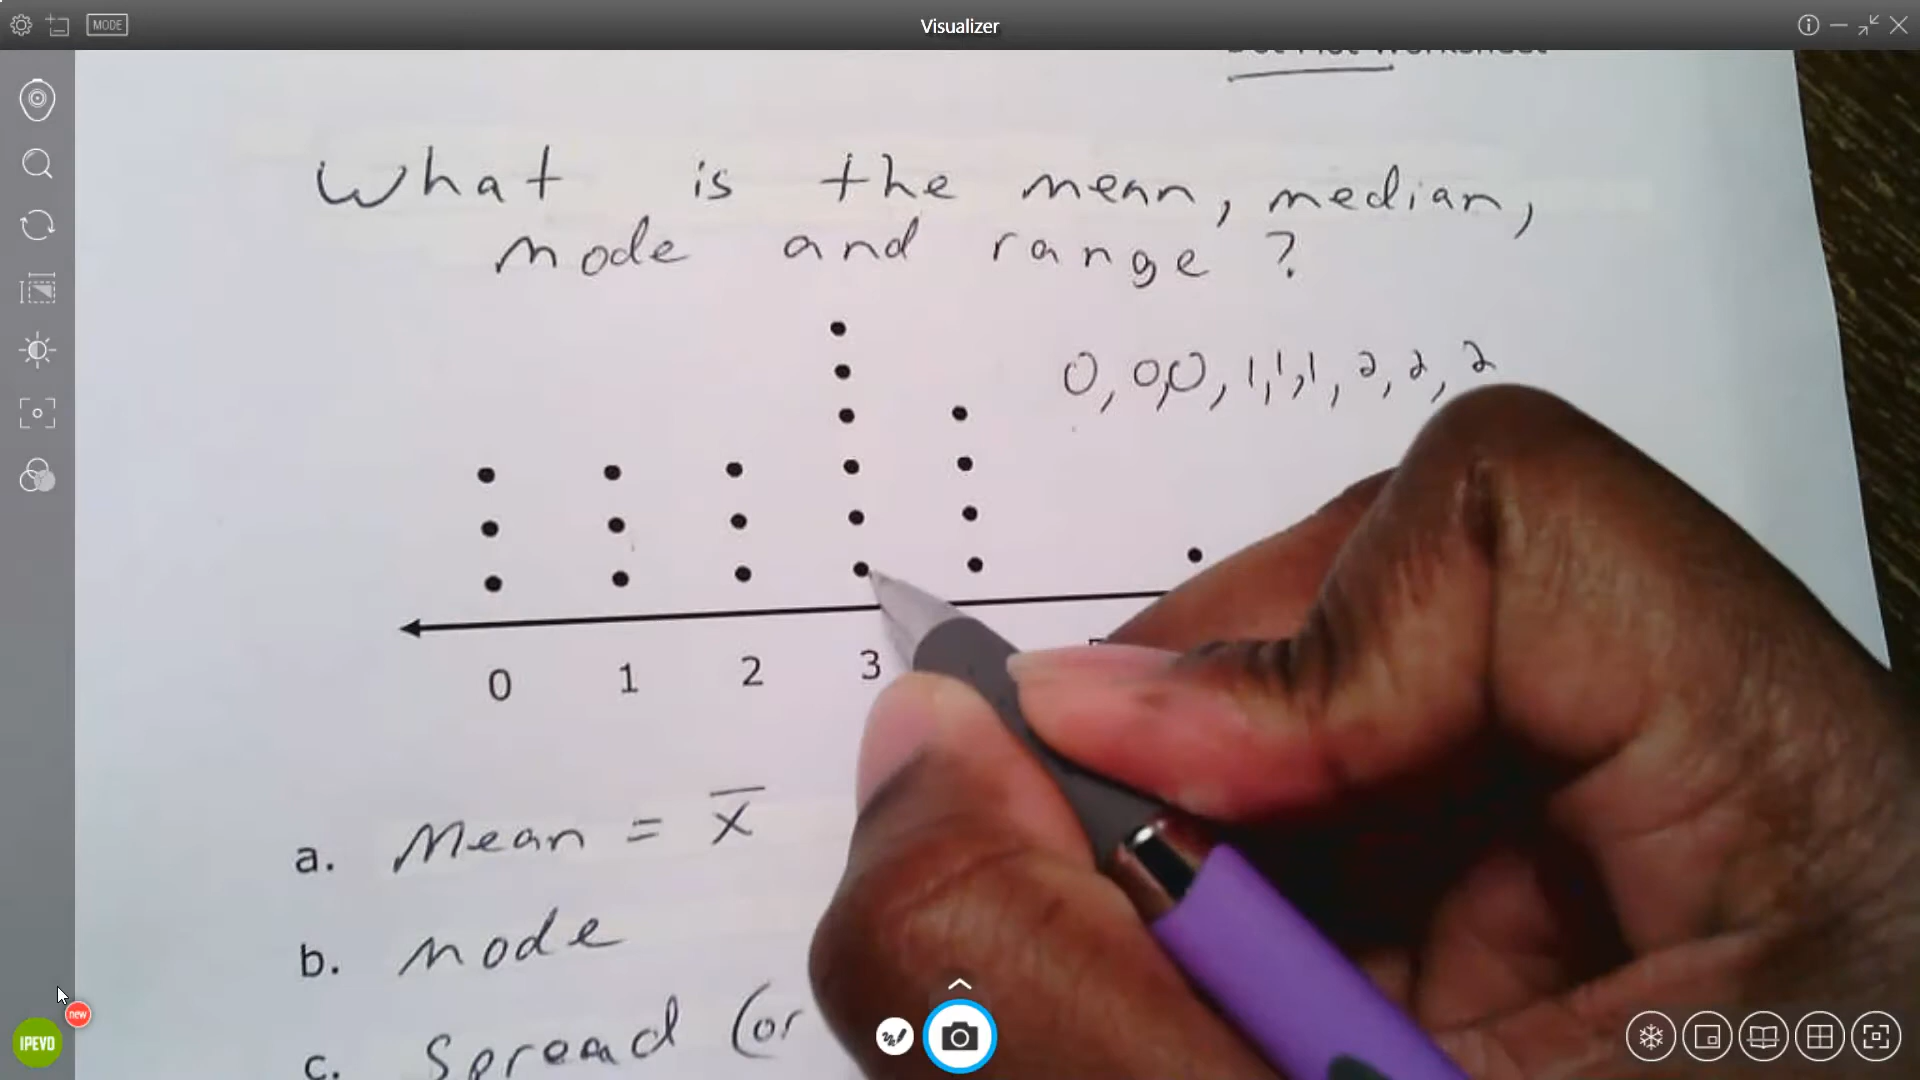 MODE
Visualizer
What is the mean, median,
mode and range ?
0, 0,0, 1,1,1, 2, 2, 2
0 1 2 3
a. Mean = x̅
b. mode
c. Spread (or
new
IPEVO